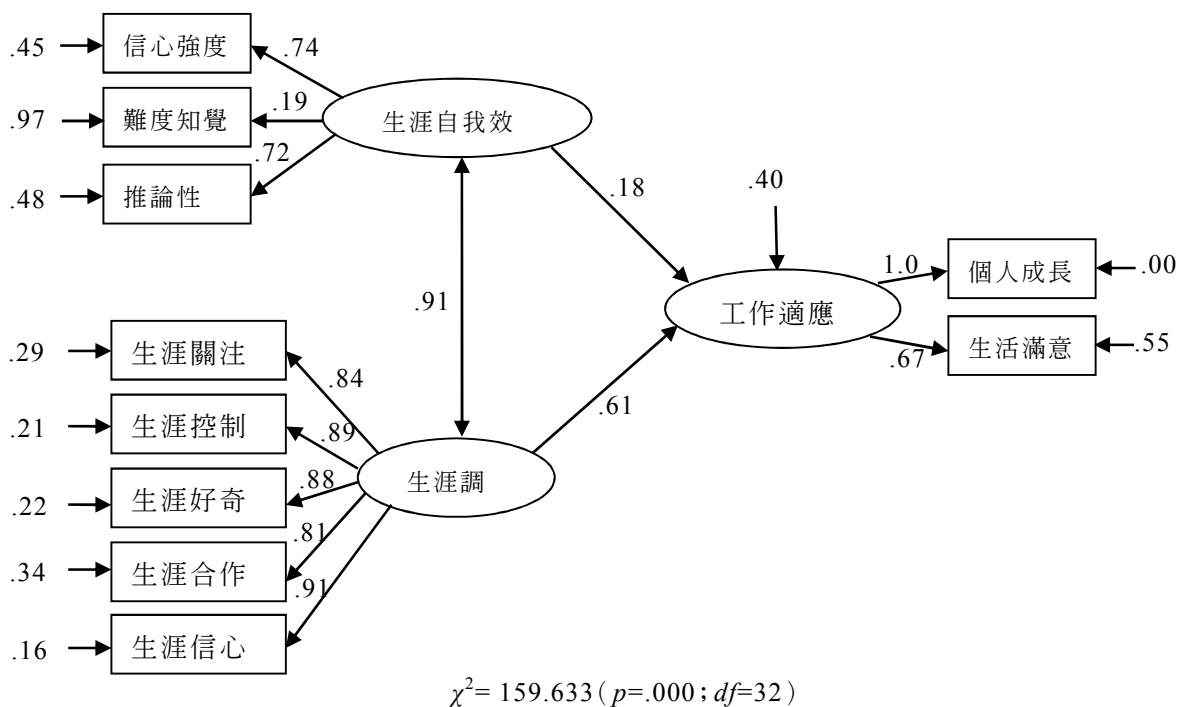 .45
信心強度
.74
.97
難度知覺
.19
.48
推論性
.72
生涯自我效
.18
.40
.91
工作適應
1.0
個人成長
.00
.67
生活滿意
.55
.61
.29
生涯關注
.84
.21
生涯控制
.89
.22
生涯好奇
.88
生涯調
.34
生涯合作
.81
.16
生涯信心
.91
χ²= 159.633(p=.000；df=32)